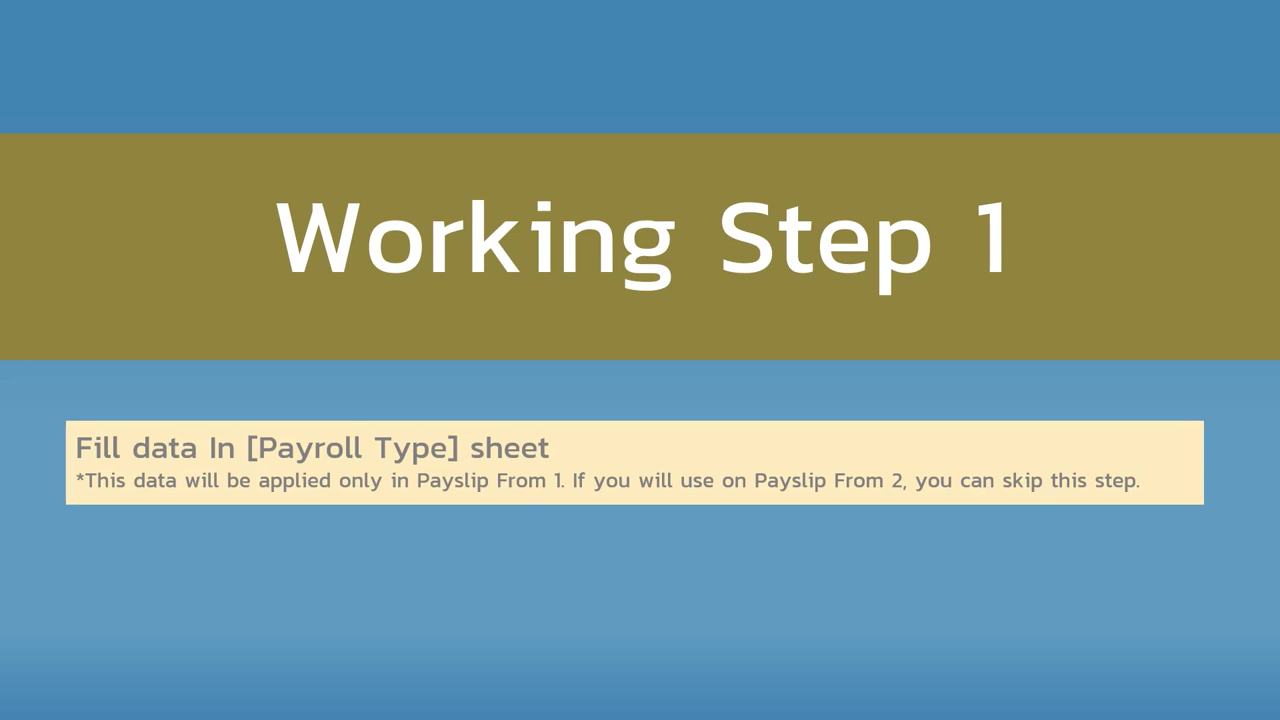 Working Step 1
Fill data In [Payroll Type] sheet
*This data will be applied only in Payslip From 1. If you will use on Payslip From 2, you can skip this step.